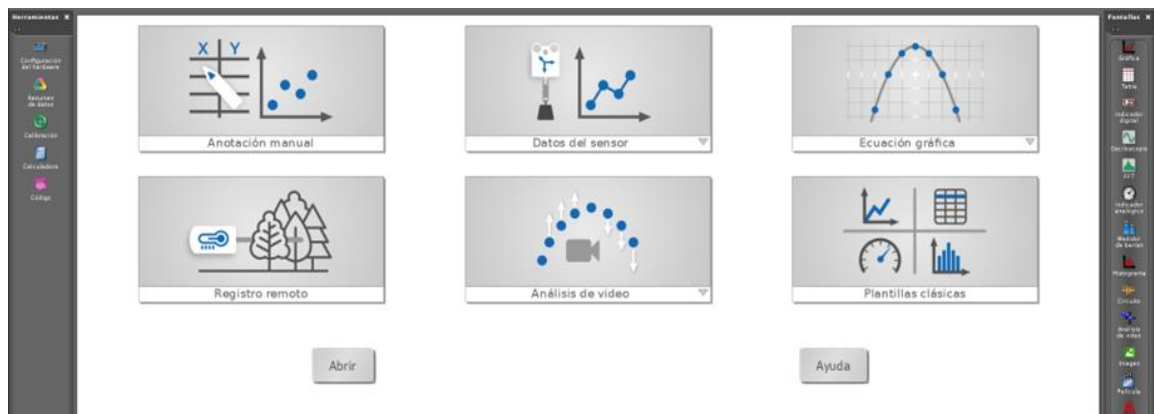 Herramientas
Configuración
del hardware
Resumen
de datos
Calibración
Calculadora
Código
X Y
Anotación manual
Datos del sensor
Ecuación gráfica
Registro remoto
Análisis de vídeo
Plantillas clásicas
Abrir
Ayuda
Pantallas
Gráfica
Tabla
Indicador
digital
Osciloscopio
FFT
Indicador
analógico
Medidor
de barras
Histograma
Circuito
Análisis
de vídeo
Imagen
Película